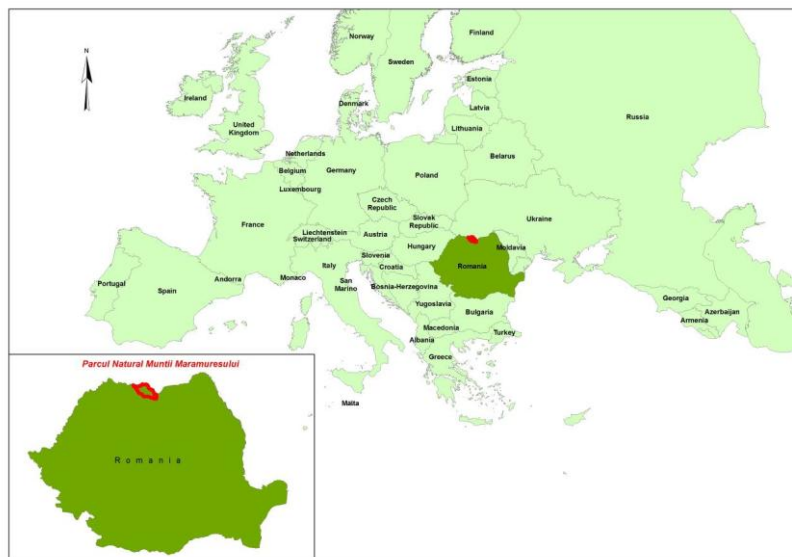 Norway
Finland
Sweden
N
Estonia
Ireland
Denmark
Latvia
Russia
United
Kingdom
Lithuania
Netherlands
Belarus
Belgium
Germany
Poland
Luxembourg
Czech
Republic
Ukraine
France
Slovak
Republic
Liechtenstein
Austria
Switzerland
Hungary
Moldavia
Slovenia
Italy
Croatia
Romania
Portugal
Spain
Andorra
Monaco
San
Marino
Bosnia-Herzegovina
Yugoslavia
Bulgaria
Georgia
Azerbaijan
Armenia
Macedonia
Turkey
Albania
Greece
Malta
Parcul Natural Muntii Maramuresului
Romania